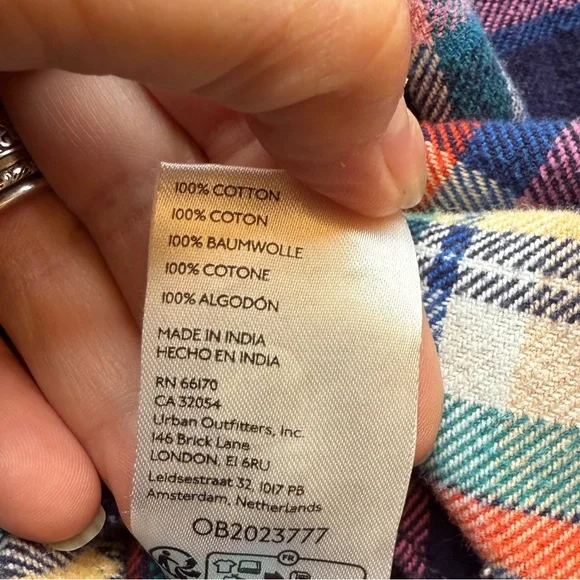 100% COTTON
100% COTON
100% BAUMWOLLE
100% COTONE
100% ALGODÓN
MADE IN INDIA
HECHO EN INDIA
RN 66170
CA 32054
Urban Outfitters, Inc.
146 Brick Lane
LONDON, E1 6RU
Leidsestraat 32, 1017 PB
Amsterdam, Netherlands
OB2023777
FR